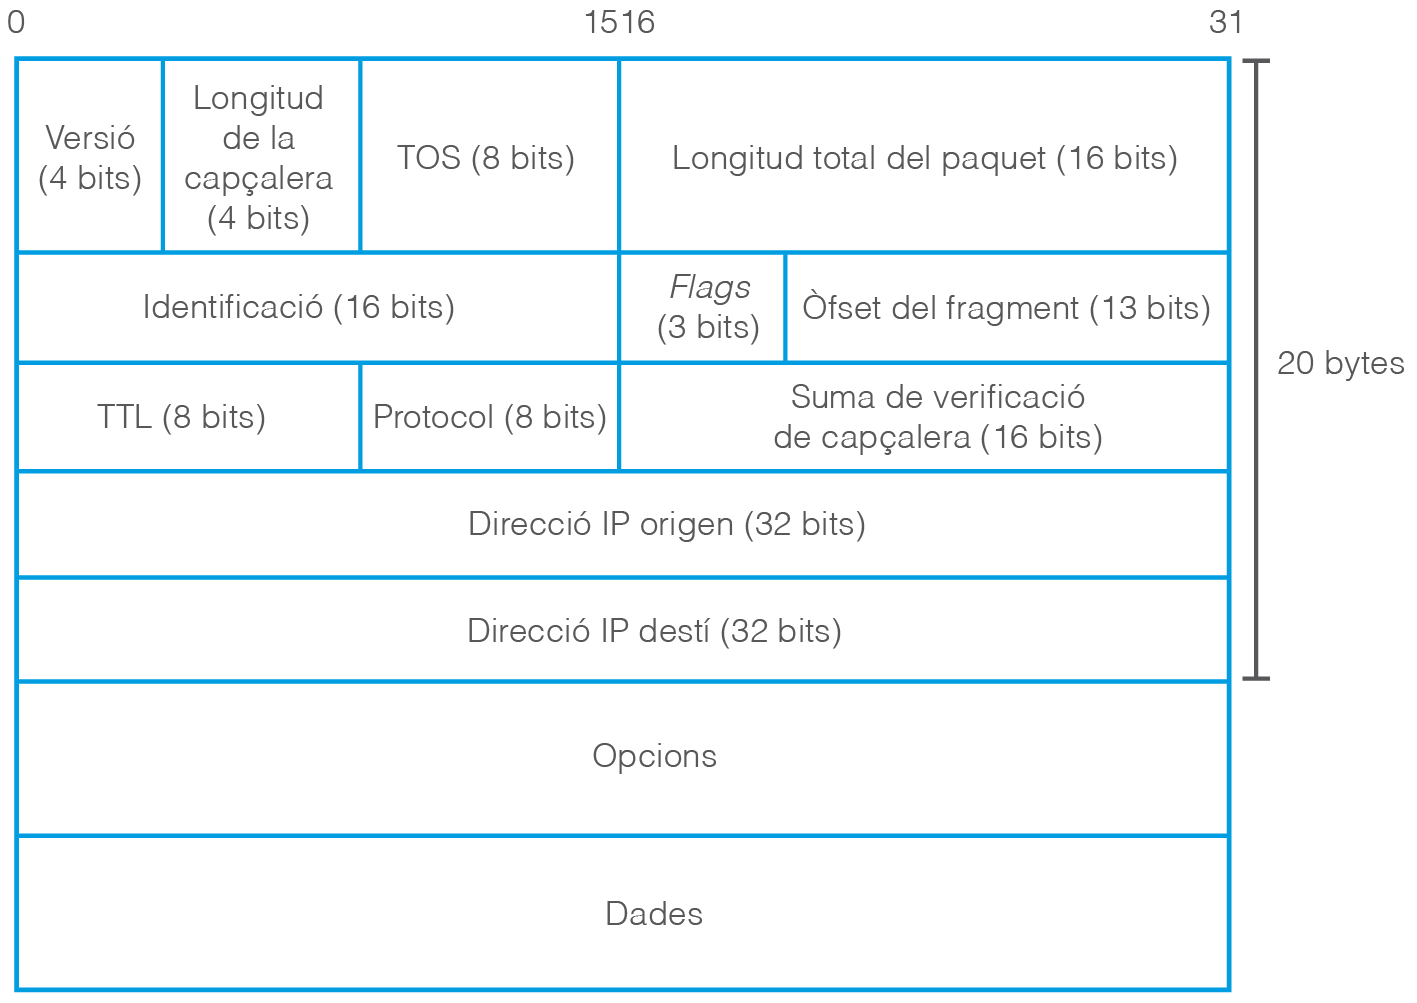 0
1516
31
Versió
(4 bits)
Longitud
de la
capçalera
(4 bits)
TOS (8 bits)
Longitud total del paquet (16 bits)
Identificació (16 bits)
Flags
(3 bits)
Òfset del fragment (13 bits)
20 bytes
TTL (8 bits)
Protocol (8 bits)
Suma de verificació
de capçalera (16 bits)
Direcció IP origen (32 bits)
Direcció IP destí (32 bits)
Opcions
Dades